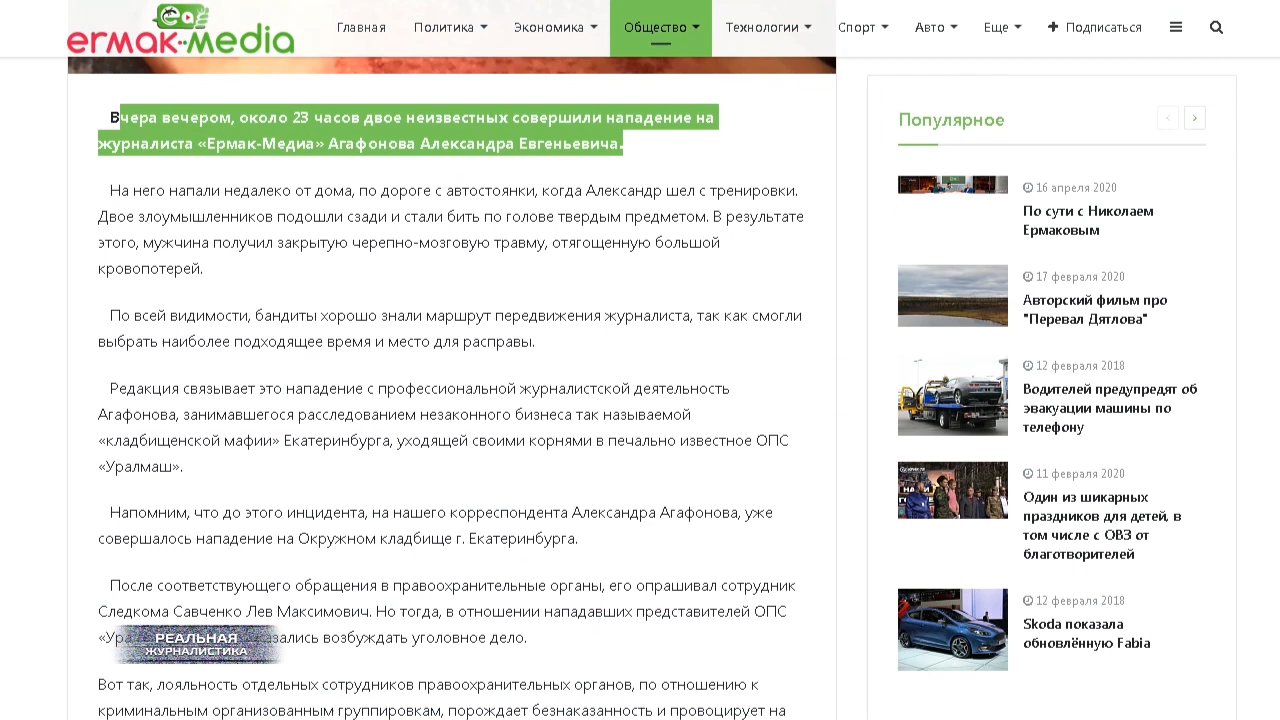 ermak··media
Главная
Политика
Экономика
Общество
Технологии
Спорт
Авто
Еще
Подписаться
Вчера вечером, около 23 часов двое неизвестных совершили нападение на
журналиста «Ермак-Медиа» Агафонова Александра Евгеньевича.
На него напали недалеко от дома, по дороге с автостоянки, когда Александр шел с тренировки.
Двое злоумышленников подошли сзади и стали бить по голове твердым предметом. В результате
этого, мужчина получил закрытую черепно-мозговую травму, отягощенную большой
кровопотерей.
По всей видимости, бандиты хорошо знали маршрут передвижения журналиста, так как смогли
выбрать наиболее подходящее время и место для расправы.
Редакция связывает это нападение с профессиональной журналистской деятельность
Агафонова, занимавшегося расследованием незаконного бизнеса так называемой
«кладбищенской мафии» Екатеринбурга, уходящей своими корнями в печально известное ОПС
«Уралмаш».
Напомним, что до этого инцидента, на нашего корреспондента Александра Агафонова, уже
совершалось нападение на Окружном кладбище г. Екатеринбурга.
После соответствующего обращения в правоохранительные органы, его опрашивал сотрудник
Следкома Савченко Лев Максимович. Но тогда, в отношении нападавших представителей ОПС
возбуждать уголовное дело.
РЕАЛЬНАЯ
ЖУРНАЛИСТИКА
Вот так, лояльность отдельных сотрудников правоохранительных органов, по отношению к
криминальным организованным группировкам, порождает безнаказанность и провоцирует на
Популярное
16 апреля 2020
По сути с Николаем
Ермаковым
17 февраля 2020
Авторский фильм про
"Перевал Дятлова"
12 февраля 2018
Водителей предупредят об
эвакуации машины по
телефону
11 февраля 2020
Один из шикарных
праздников для детей, в
том числе с ОВЗ от
благотворителей
12 февраля 2018
Skoda показала
обновлённую Fabia